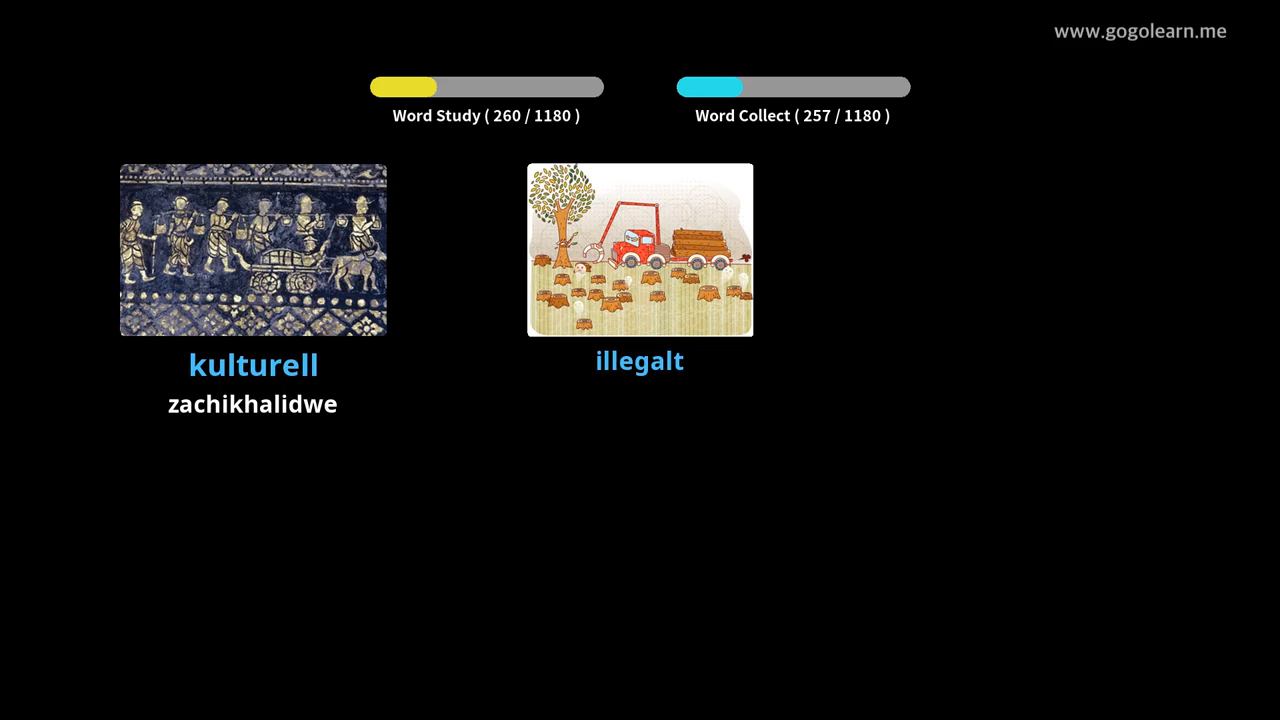 www.gogolearn.me
Word Study ( 260 / 1180 )
Word Collect ( 257 / 1180 )
kulturell
zachikhalidwe
illegalt